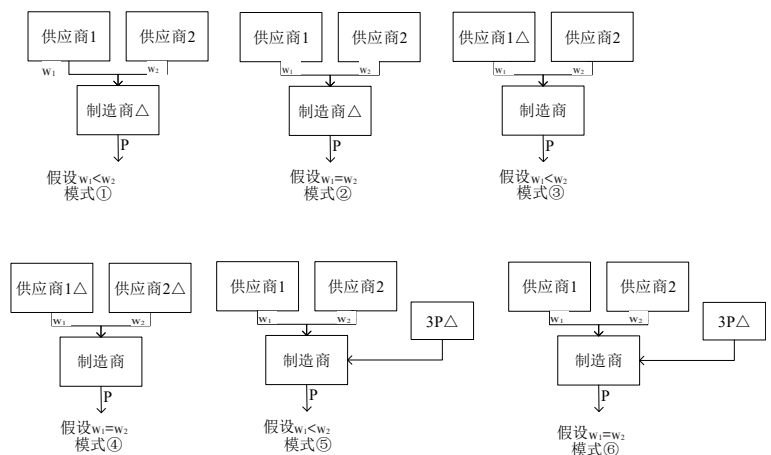 供应商1 供应商2 供应商1 供应商2 供应商1△ 供应商2
w₁ w₂ w₁ w₂ w₁ w₂
制造商△ 制造商△ 制造商
P P P
假设w₁<w₂ 假设w₁=w₂ 假设w₁<w₂
模式① 模式② 模式③
供应商1△ 供应商2△ 供应商1 供应商2 供应商1 供应商2
w₁ w₂ w₁ w₂ w₁ w₂
3P△ 3P△
制造商 制造商 制造商
P P P
假设w₁=w₂ 假设w₁<w₂ 假设w₁=w₂
模式④ 模式⑤ 模式⑥